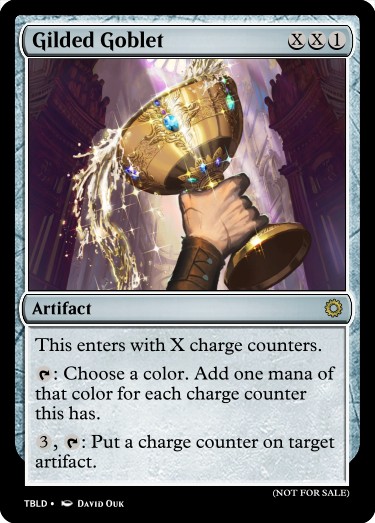 Gilded Goblet X X 1
Artifact
This enters with X charge counters.
: Choose a color. Add one mana of
that color for each charge counter
this has.
3 , : Put a charge counter on target
artifact.
(NOT FOR SALE)
TBLD • David Ouk